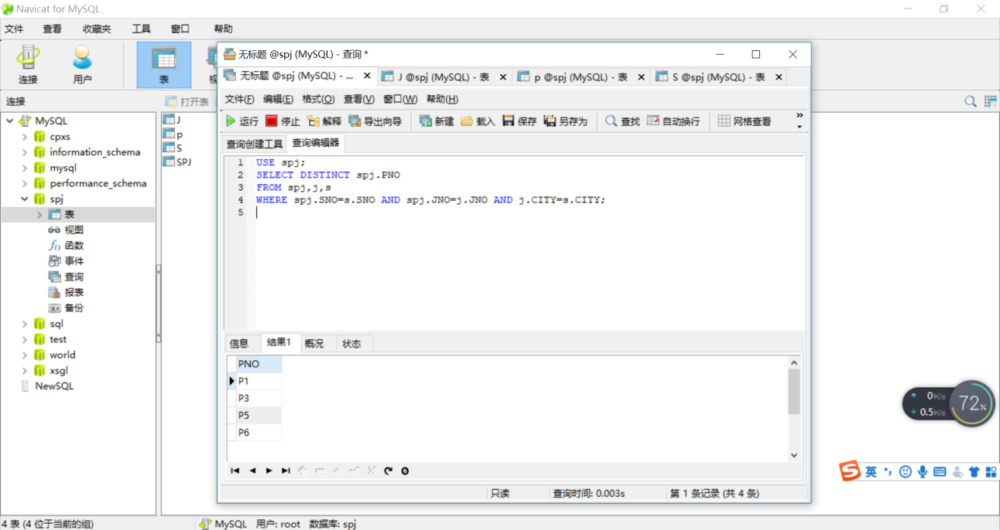 Navicat for MySQL
文件 查看 收藏夹 工具 窗口 帮助
连接 用户 表
无标题 @spj (MySQL) - 查询 *
无标题 @spj (MySQL) - ... J @spj (MySQL) - 表 p @spj (MySQL) - 表 S @spj (MySQL) - 表
文件(F) 编辑(E) 格式(O) 查看(V) 窗口(W) 帮助(H)
运行 停止 解释 导出向导 新建 载入 保存 另存为 查找 自动换行 网格查看
查询创建工具 查询编辑器
1 USE spj;
2 SELECT DISTINCT spj.PNO
3 FROM spj,j,s
4 WHERE spj.SNO=s.SNO AND spj.JNO=j.JNO AND j.CITY=s.CITY;
5
信息 结果1 概况 状态
PNO
P1
P3
P5
P6
只读 查询时间: 0.003s 第 1 条记录 (共 4 条)
连接
打开表
MySQL
cpxs
information_schema
mysql
performance_schema
spj
表
视图
函数
事件
查询
报表
备份
sql
test
world
xsgl
NewSQL
J
p
S
SPJ
0K/s
0.5K/s
72%
英
4 表 (4 位于当前的组) MySQL 用户: root 数据库: spj